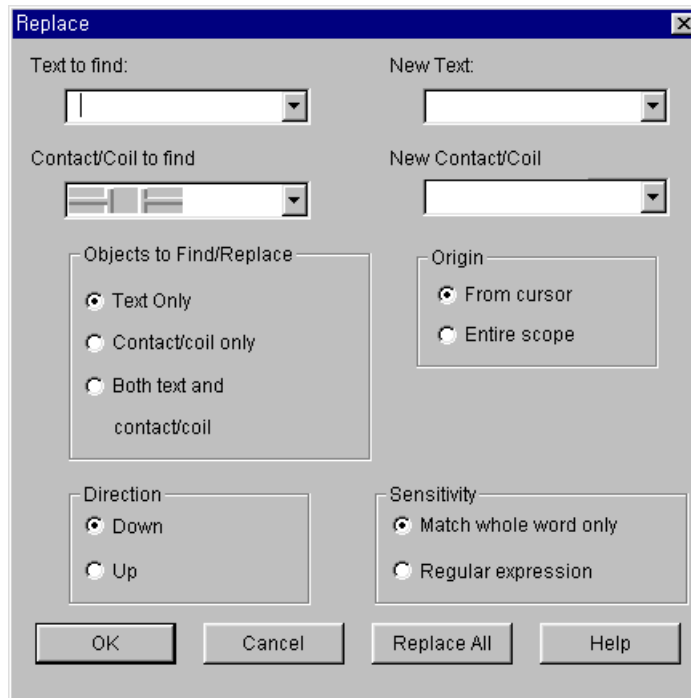 Replace
Text to find:
New Text:
Contact/Coil to find
New Contact/Coil
Objects to Find/Replace
Text Only
Contact/coil only
Both text and
contact/coil
Origin
From cursor
Entire scope
Direction
Down
Up
Sensitivity
Match whole word only
Regular expression
OK
Cancel
Replace All
Help